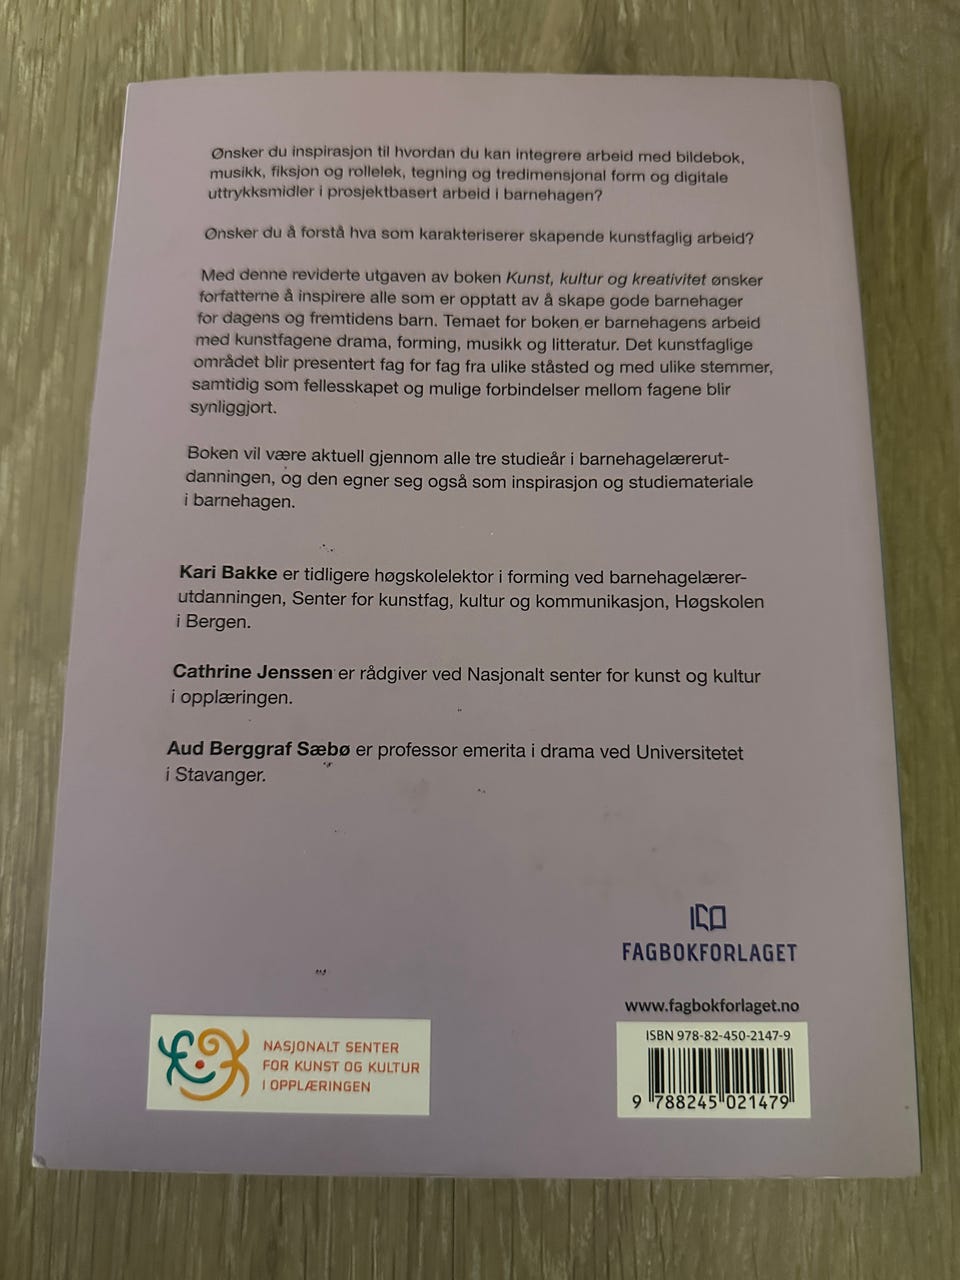 Ønsker du inspirasjon til hvordan du kan integrere arbeid med bildebok,
musikk, fiksjon og rollelek, tegning og tredimensjonal form og digitale
uttrykksmidler i prosjektbasert arbeid i barnehagen?
Ønsker du å forstå hva som karakteriserer skapende kunstfaglig arbeid?
Med denne reviderte utgaven av boken Kunst, kultur og kreativitet ønsker
forfatterne å inspirere alle som er opptatt av å skape gode barnehager
for dagens og fremtidens barn. Temaet for boken er barnehagens arbeid
med kunstfagene drama, forming, musikk og litteratur. Det kunstfaglige
området blir presentert fag for fag fra ulike ståsted og med ulike stemmer,
samtidig som fellesskapet og mulige forbindelser mellom fagene blir
synliggjort.
Boken vil være aktuell gjennom alle tre studieår i barnehagelærerut-
danningen, og den egner seg også som inspirasjon og studiemateriale
i barnehagen.
Kari Bakke er tidligere høgskolelektor i forming ved barnehagelærer-
utdanningen, Senter for kunstfag, kultur og kommunikasjon, Høgskolen
i Bergen.
Cathrine Jenssen er rådgiver ved Nasjonalt senter for kunst og kultur
i opplæringen.
Aud Berggraf Sæbø er professor emerita i drama ved Universitetet
i Stavanger.
FAGBOKFORLAGET
www.fagbokforlaget.no
ISBN 978-82-450-2147-9
9 788245 021479
NASJONALT SENTER
FOR KUNST OG KULTUR
I OPPLÆRINGEN